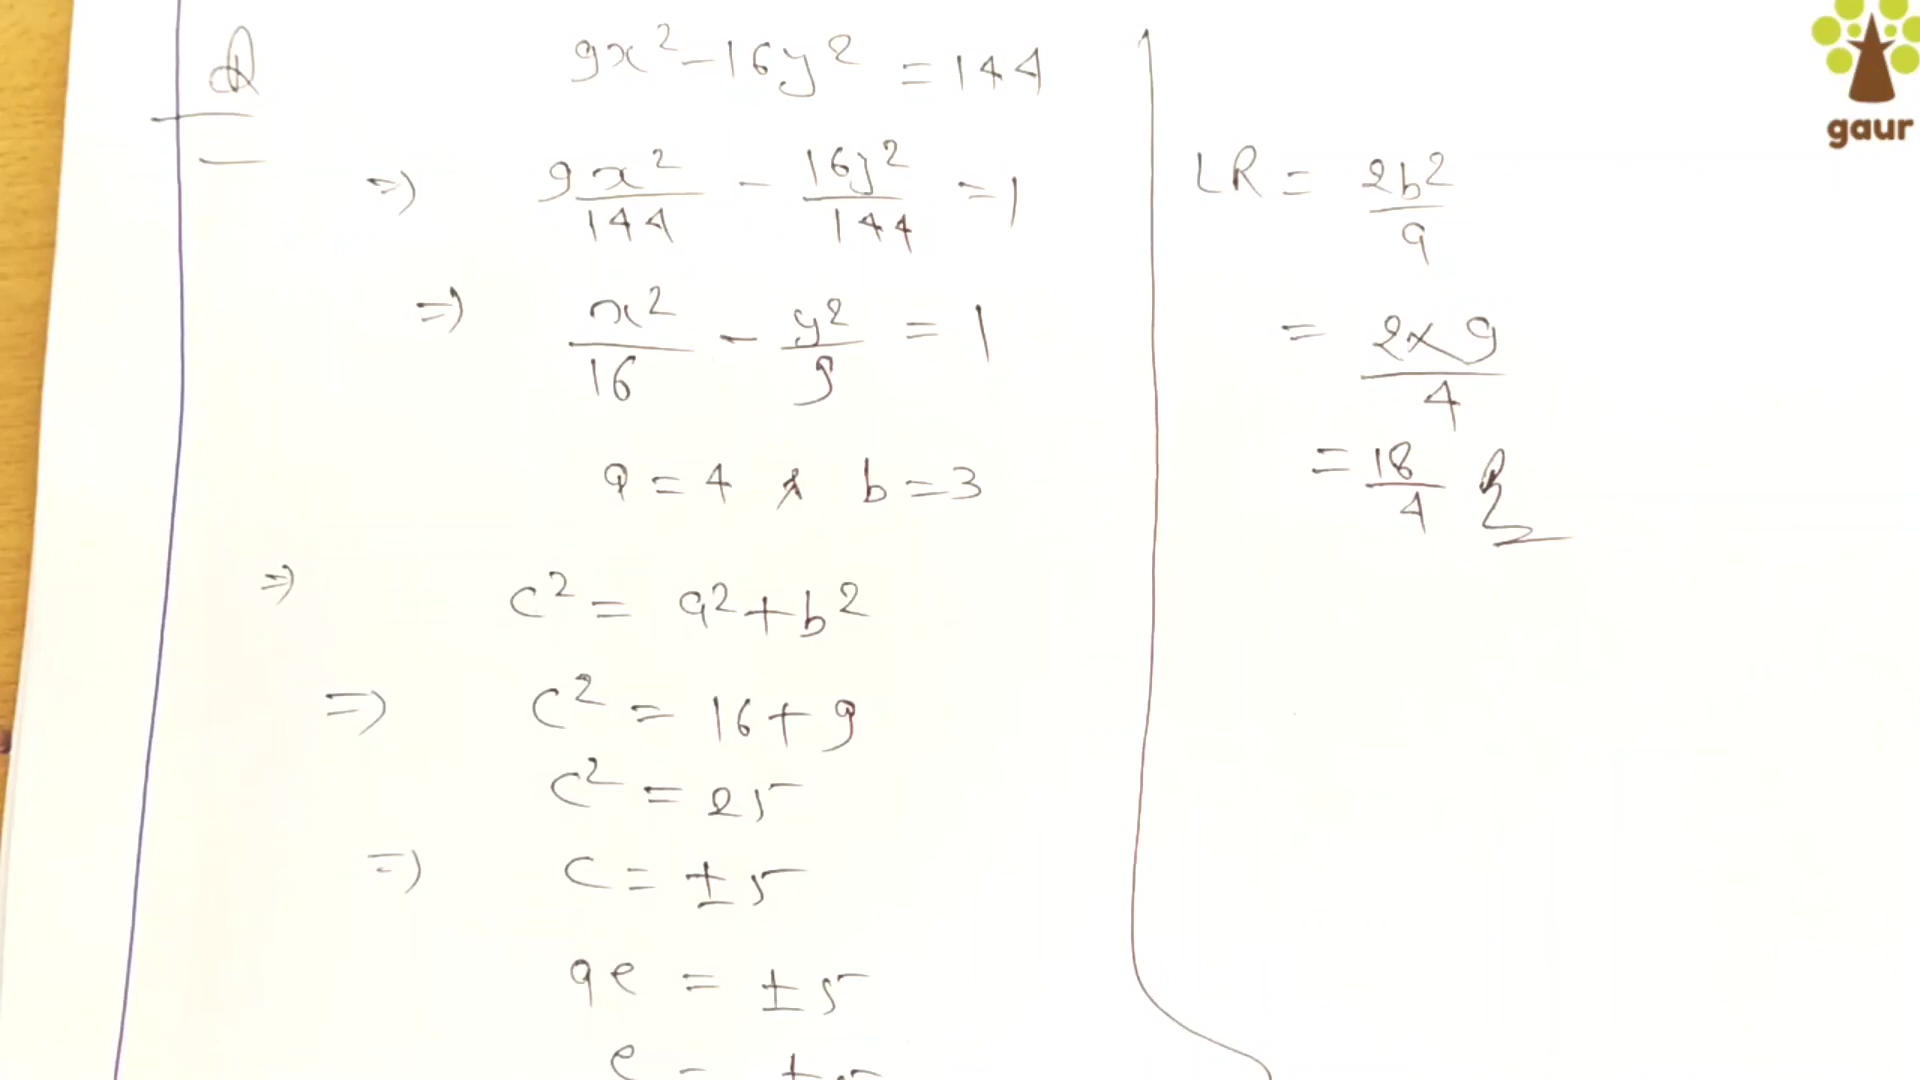 Q
9x² - 16y² = 144
⇒ 9x²/144 - 16y²/144 = 1
⇒ x²/16 - y²/9 = 1
a = 4 & b = 3
⇒ c² = a² + b²
⇒ c² = 16 + 9
c² = 25
⇒ c = ±5
ae = ±5
e = ±5
LR = 2b²/a
= 2×9/4
= 18/4
gaur